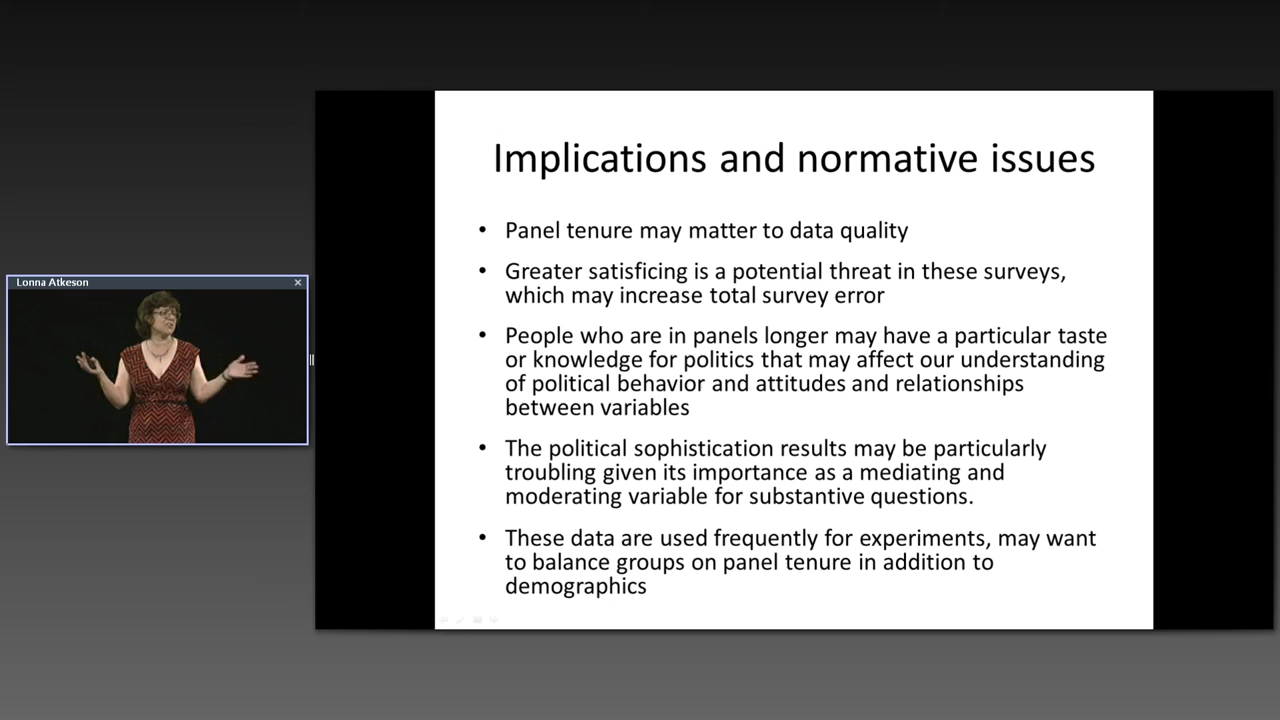 Lonna Atkeson
Implications and normative issues
• Panel tenure may matter to data quality
• Greater satisficing is a potential threat in these surveys,
which may increase total survey error
• People who are in panels longer may have a particular taste
or knowledge for politics that may affect our understanding
of political behavior and attitudes and relationships
between variables
• The political sophistication results may be particularly
troubling given its importance as a mediating and
moderating variable for substantive questions.
• These data are used frequently for experiments, may want
to balance groups on panel tenure in addition to
demographics